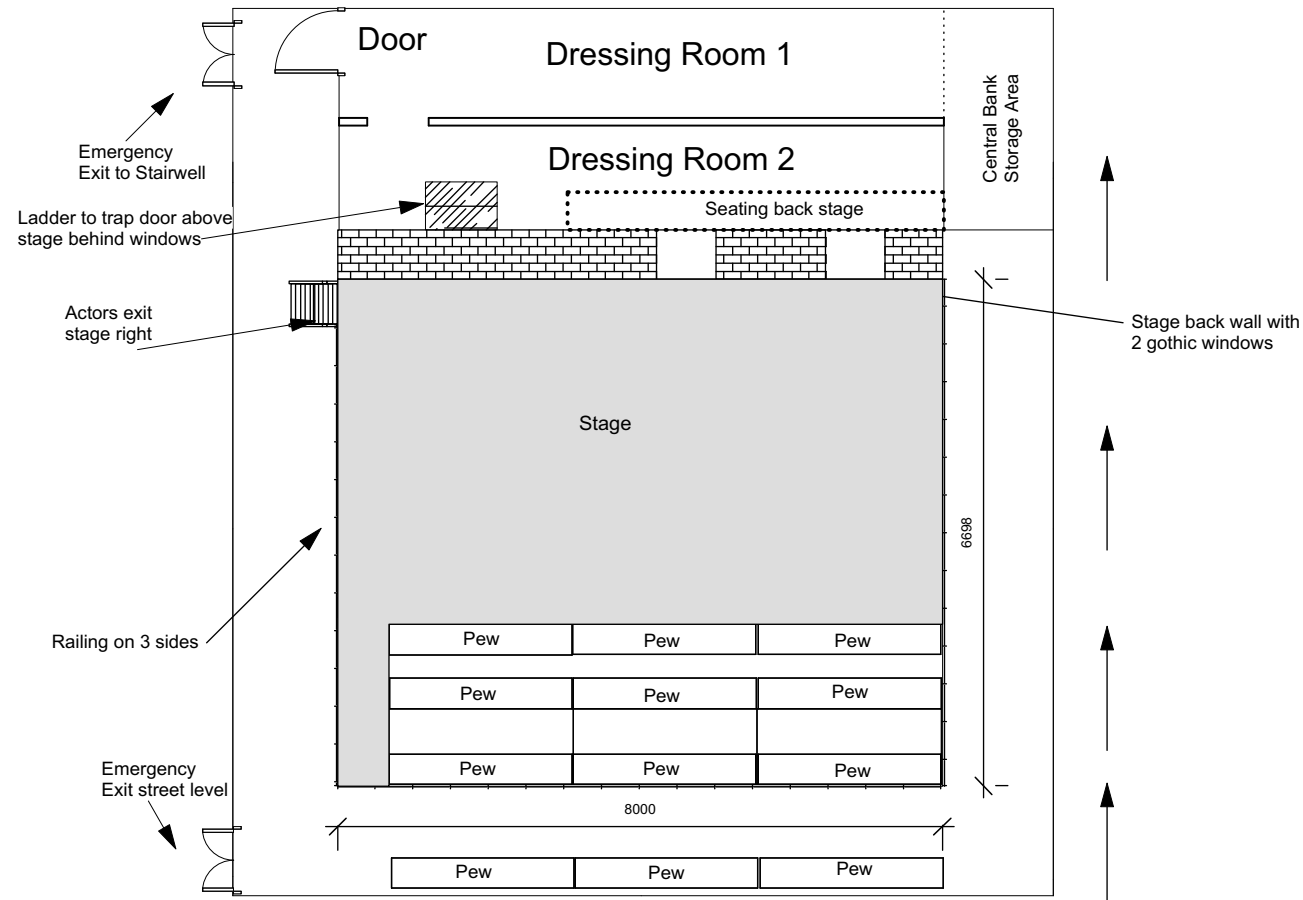 Door
Dressing Room 1
Central Bank
Storage Area
Emergency
Exit to Stairwell
Dressing Room 2
Ladder to trap door above
stage behind windows
Seating back stage
Actors exit
stage right
Stage back wall with
2 gothic windows
Stage
6698
Railing on 3 sides
Pew
Pew
Pew
Pew
Pew
Pew
Pew
Pew
Pew
Emergency
Exit street level
8000
Pew
Pew
Pew